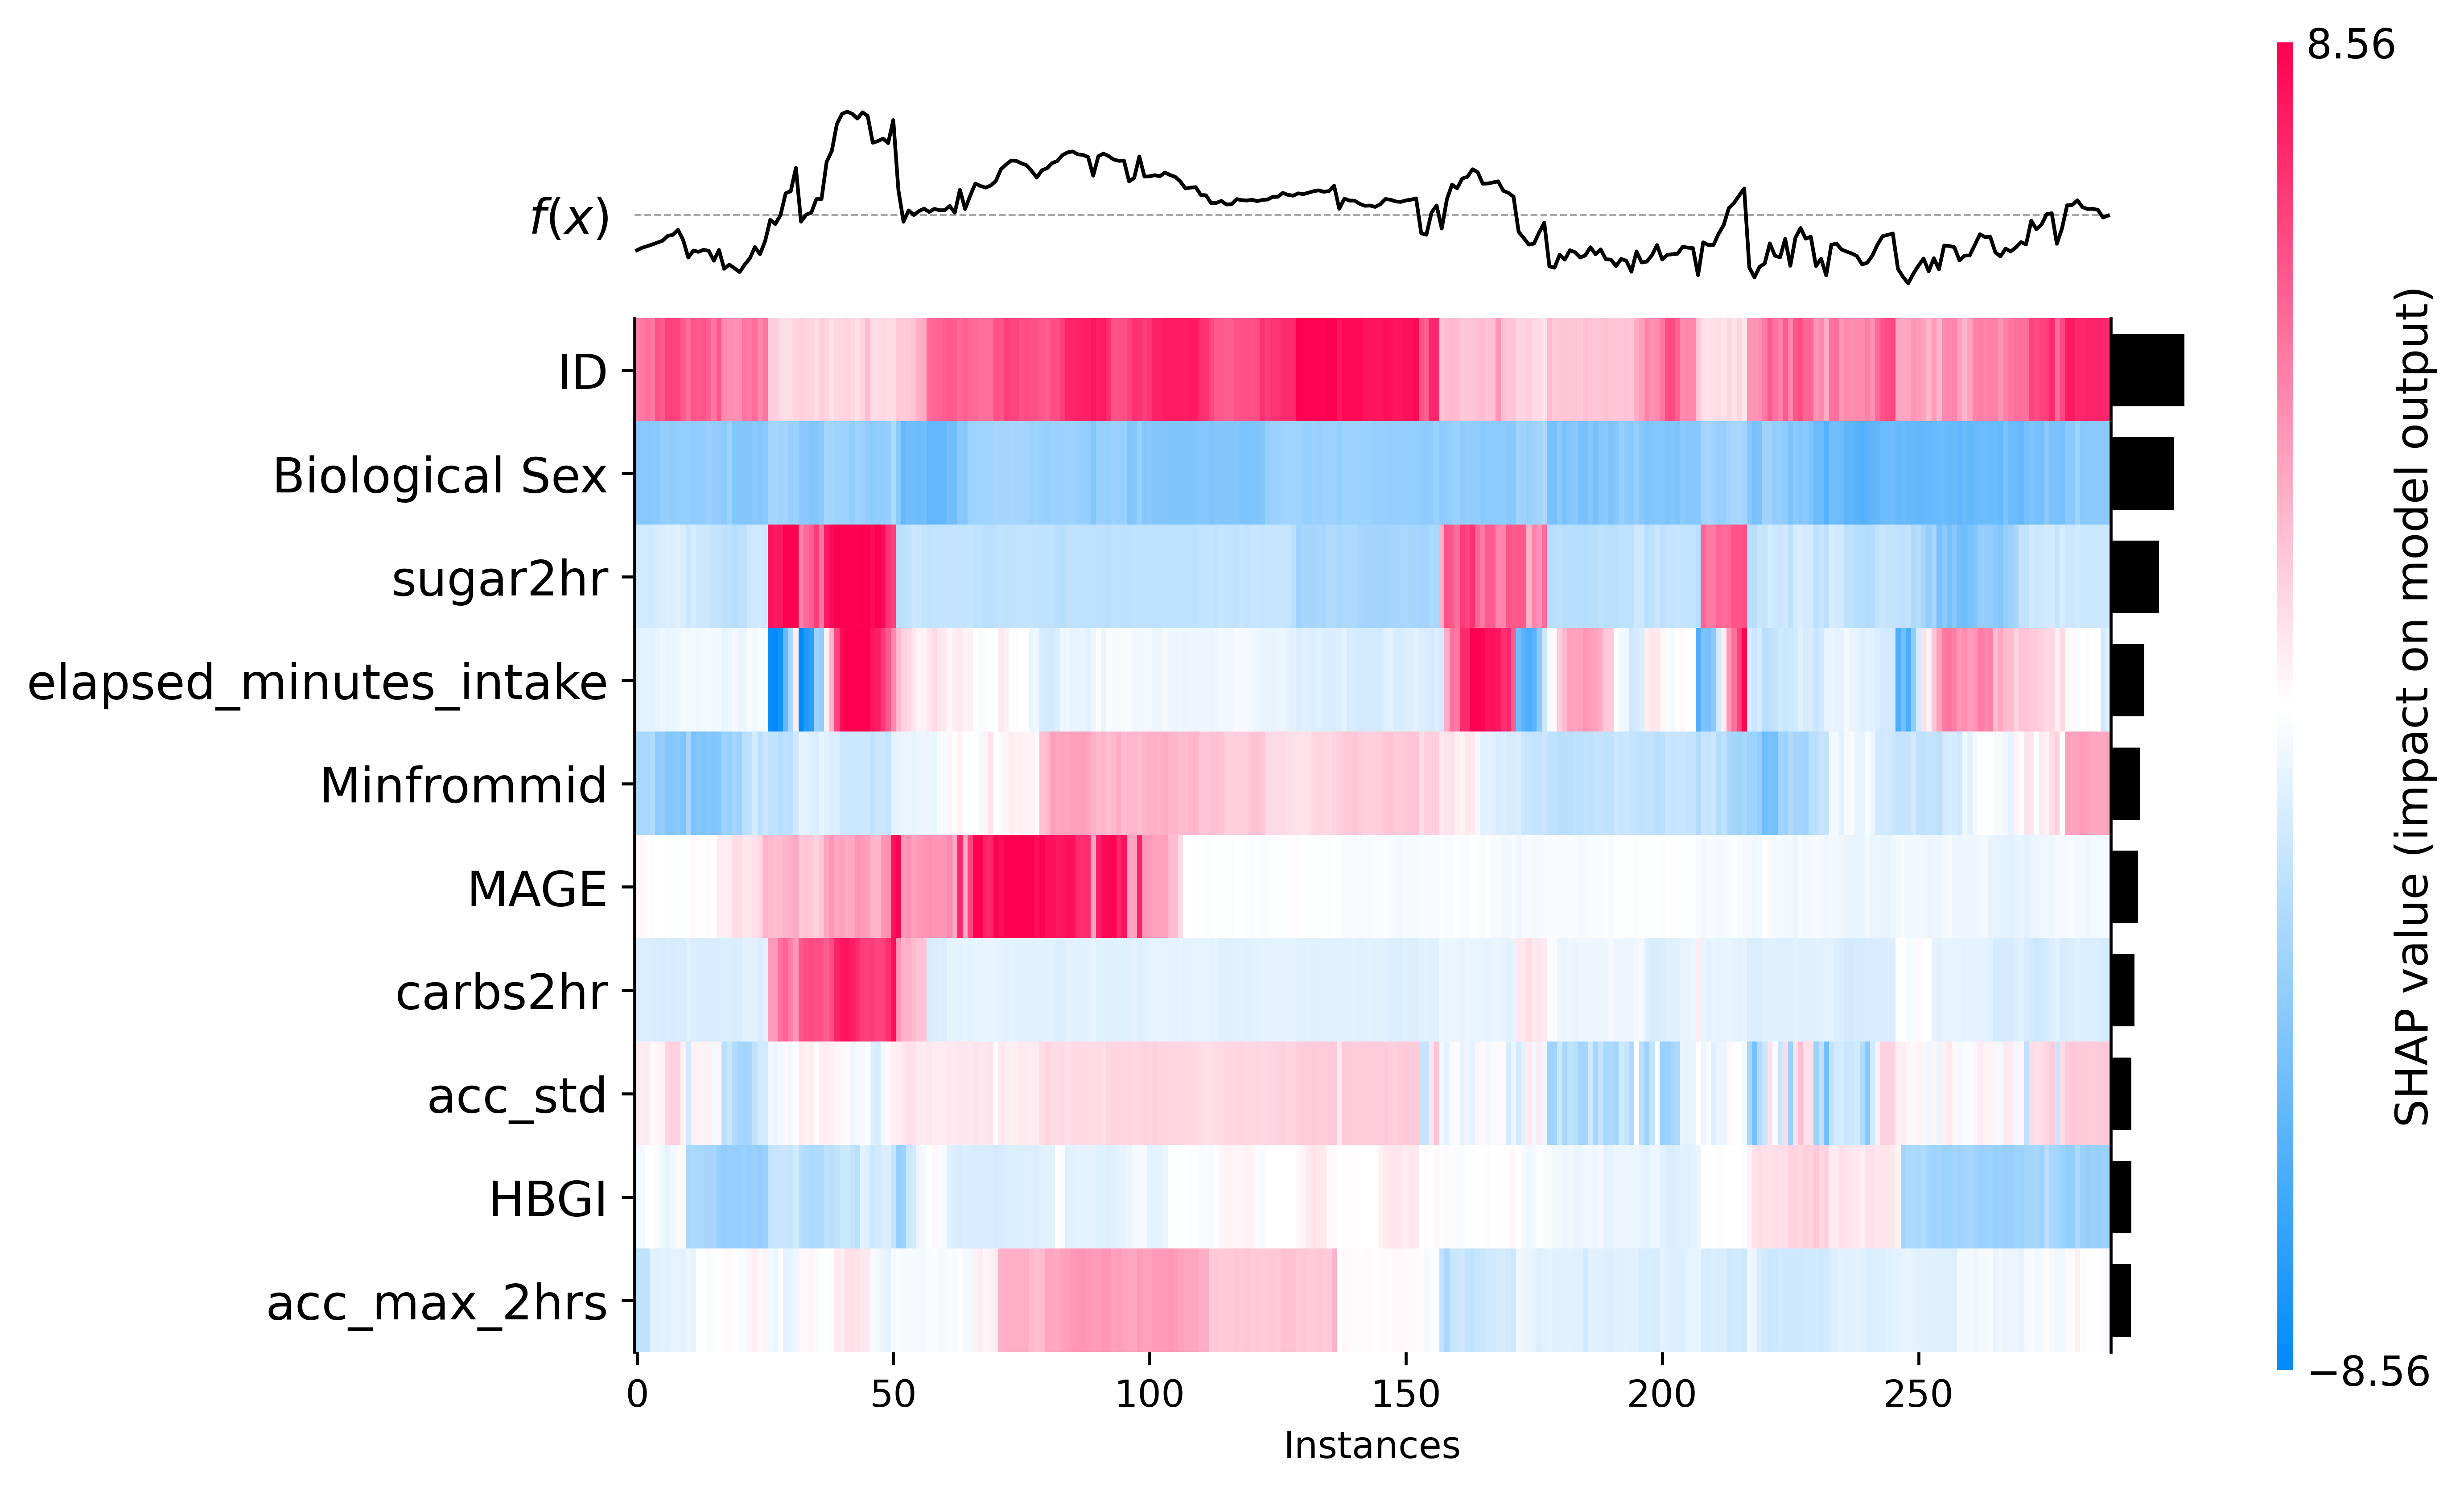 8.56
f(x)
ID
Biological Sex
sugar2hr
elapsed_minutes_intake
Minfrommid
MAGE
carbs2hr
acc_std
HBGI
acc_max_2hrs
0 50 100 150 200 250
Instances
SHAP value (impact on model output)
−8.56